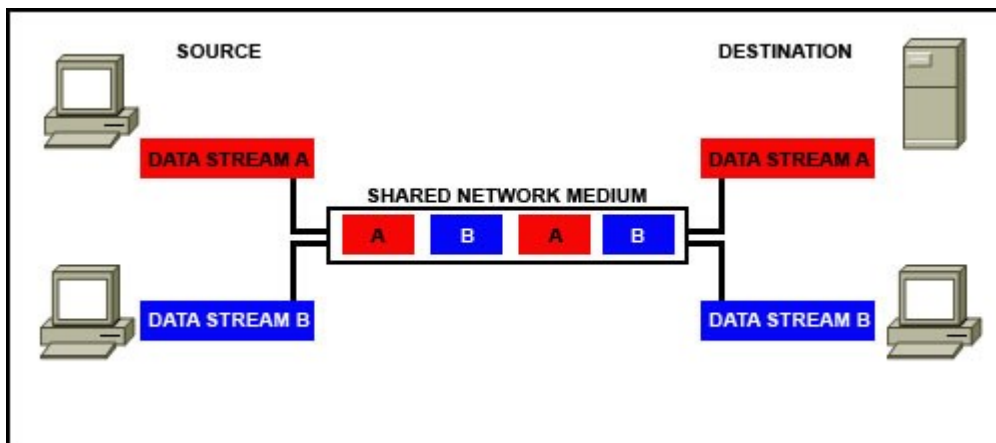 SOURCE
DESTINATION
DATA STREAM A
DATA STREAM A
SHARED NETWORK MEDIUM
A B A B
DATA STREAM B
DATA STREAM B